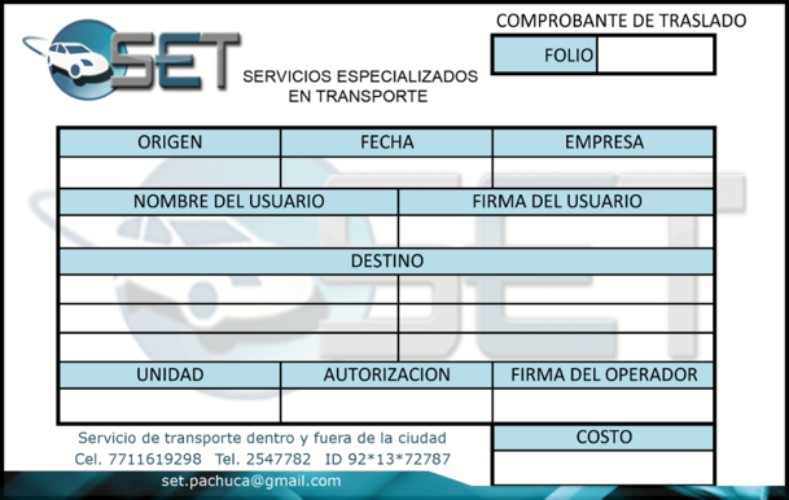 COMPROBANTE DE TRASLADO
SET
FOLIO
SERVICIOS ESPECIALIZADOS
EN TRANSPORTE
ORIGEN FECHA EMPRESA
NOMBRE DEL USUARIO FIRMA DEL USUARIO
DESTINO
UNIDAD AUTORIZACION FIRMA DEL OPERADOR
Servicio de transporte dentro y fuera de la ciudad
COSTO
Cel. 7711619298 Tel. 2547782 ID 92*13*72787
set.pachuca@gmail.com
SET